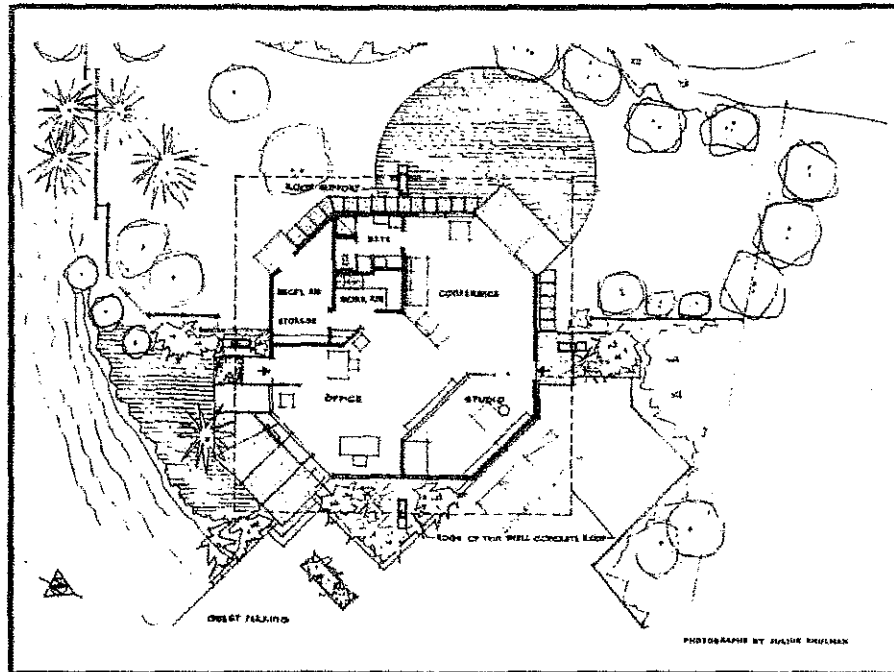 ROOF SUPPORT
BATH
RECPT. RM
WORK RM
CONFERENCE
STORAGE
OFFICE
STUDIO
EDGE OF THIN SHELL CONCRETE ROOF
GUEST PARKING
PHOTOGRAPHS BY JULIUS SHULMAN